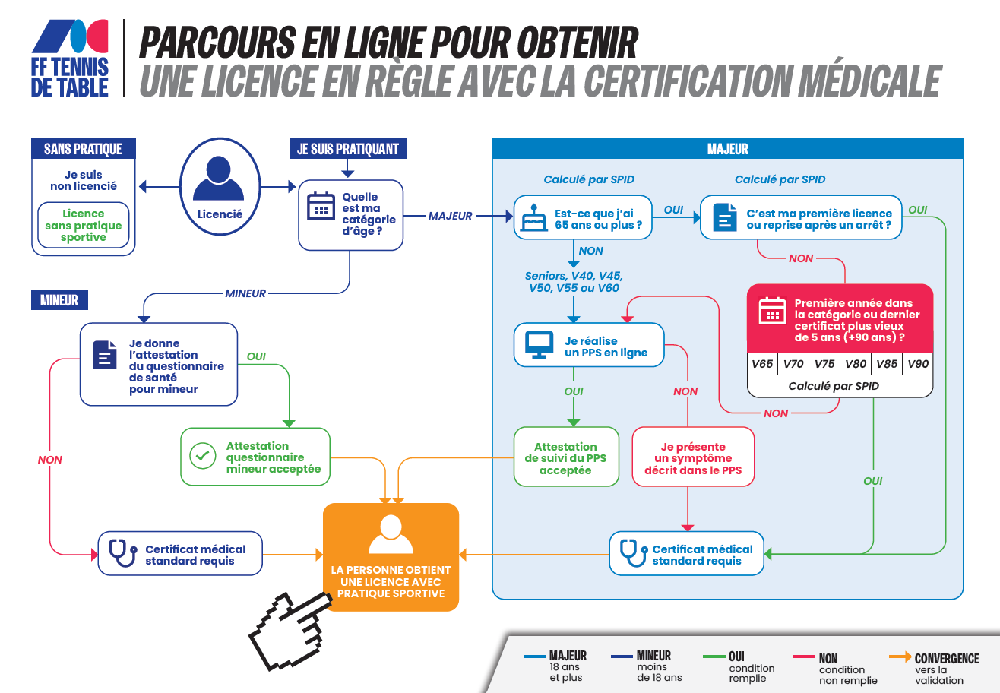 FF TENNIS
DE TABLE
PARCOURS EN LIGNE POUR OBTENIR
UNE LICENCE EN RÈGLE AVEC LA CERTIFICATION MÉDICALE
SANS PRATIQUE
Je suis
non licencié
Licence
sans pratique
sportive
Licencié
JE SUIS PRATIQUANT
Quelle
est ma
catégorie
d'âge ?
MAJEUR
MINEUR
MINEUR
Je donne
l'attestation
du questionnaire
de santé
pour mineur
OUI
NON
Attestation
questionnaire
mineur acceptée
Certificat médical
standard requis
LA PERSONNE OBTIENT
UNE LICENCE AVEC
PRATIQUE SPORTIVE
MAJEUR
Calculé par SPID
Calculé par SPID
Est-ce que j'ai
65 ans ou plus ?
OUI
C'est ma première licence
ou reprise après un arrêt ?
OUI
NON
NON
Seniors, V40, V45,
V50, V55 ou V60
Première année dans
la catégorie ou dernier
certificat plus vieux
de 5 ans (+90 ans) ?
V65 V70 V75 V80 V85 V90
Calculé par SPID
Je réalise
un PPS en ligne
OUI
NON
NON
OUI
Attestation
de suivi du PPS
acceptée
Je présente
un symptôme
décrit dans le PPS
Certificat médical
standard requis
MAJEUR
18 ans
et plus
MINEUR
moins
de 18 ans
OUI
condition
remplie
NON
condition
non remplie
CONVERGENCE
vers la
validation